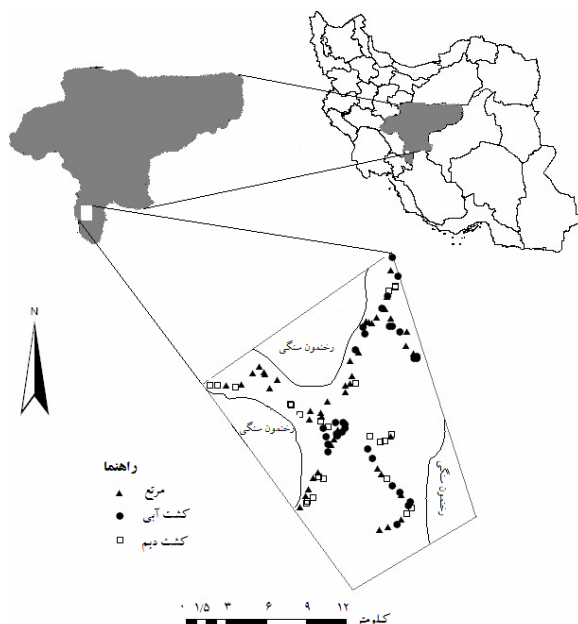 N
رخنمون سنگی
رخنمون سنگی
رخنمون سنگی
راهنما
مرتع
کشت آبی
کشت دیم
۰ ۱/۵ ۳ ۶ ۹ ۱۲
کیلومتر